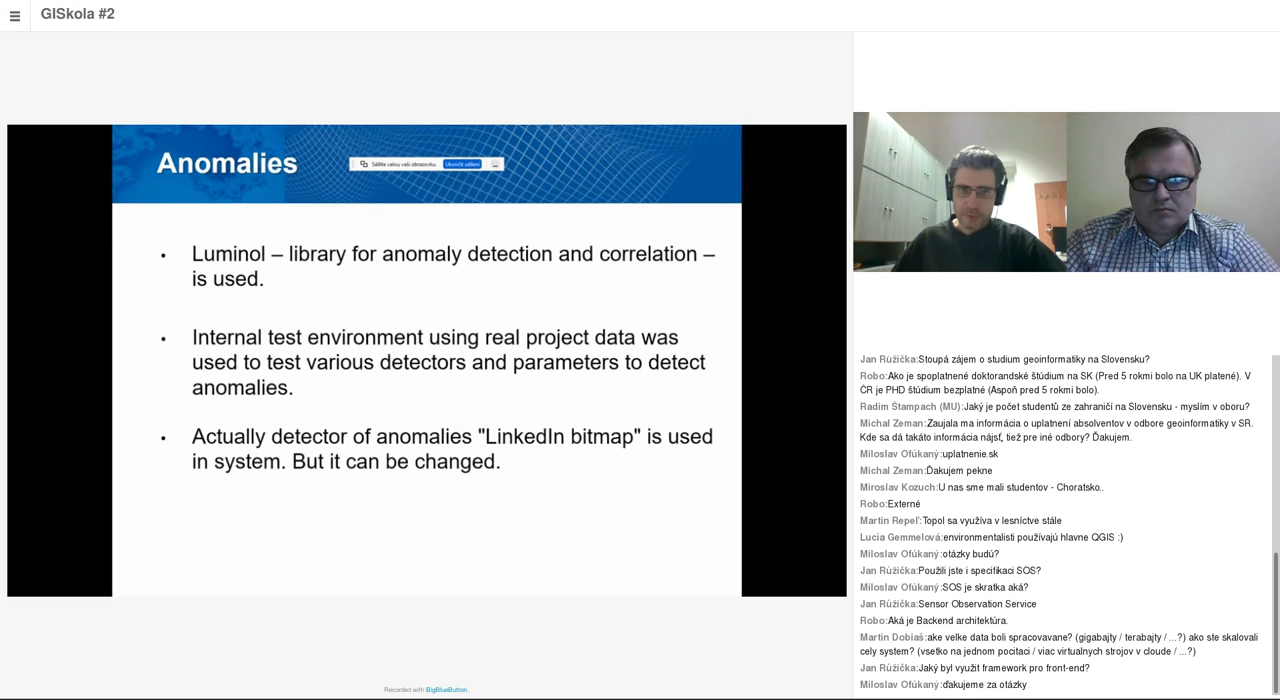 GISkola #2
Anomalies
Sdílíte celou vaši obrazovku.
Ukončit sdílení
• Luminol – library for anomaly detection and correlation –
is used.
• Internal test environment using real project data was
used to test various detectors and parameters to detect
anomalies.
• Actually detector of anomalies "LinkedIn bitmap" is used
in system. But it can be changed.
Jan Růžička:Stoupá zájem o studium geoinformatiky na Slovensku?
Robo:Ako je spoplatnené doktorandské štúdium na SK (Pred 5 rokmi bolo na UK platené). V
ČR je PHD štúdium bezplatné (Aspoň pred 5 rokmi bolo).
Radim Štampach (MU):Jaký je počet studentů ze zahraničí na Slovensku - myslím v oboru?
Michal Zeman:Zaujala ma informácia o uplatnení absolventov v odbore geoinformatiky v SR.
Kde sa dá takáto informácia nájsť, tiež pre iné odbory? Ďakujem.
Miloslav Ofúkaný:uplatnenie.sk
Michal Zeman:Ďakujem pekne
Miroslav Kozuch:U nas sme mali studentov - Choratsko..
Robo:Externé
Martin Repeľ:Topol sa využíva v lesníctve stále
Lucia Gemmelová:environmentalisti používajú hlavne QGIS :)
Miloslav Ofúkaný:otázky budú?
Jan Růžička:Použili jste i specifikaci SOS?
Miloslav Ofúkaný:SOS je skratka aká?
Jan Růžička:Sensor Observation Service
Robo:Aká je Backend architektúra.
Martin Dobiaš:ake velke data boli spracovavane? (gigabajty / terabajty / ...?) ako ste skalovali
cely system? (vsetko na jednom pocitaci / viac virtualnych strojov v cloude / ...?)
Jan Růžička:Jaký byl využit framework pro front-end?
Miloslav Ofúkaný:ďakujeme za otázky
Recorded with BigBlueButton.